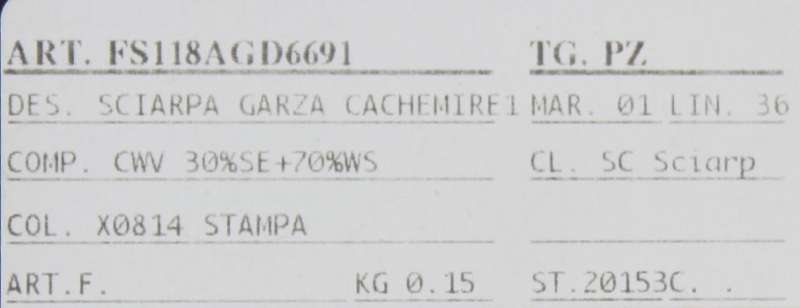 ART. FS118AGD6691 TG. PZ
DES. SCIARPA GARZA CACHEMIRE1 MAR. 01 LIN. 36
COMP. CWV 30%SE+70%WS CL. SC Sciarp
COL. X0814 STAMPA
ART.F. KG 0.15 ST.20153C. .